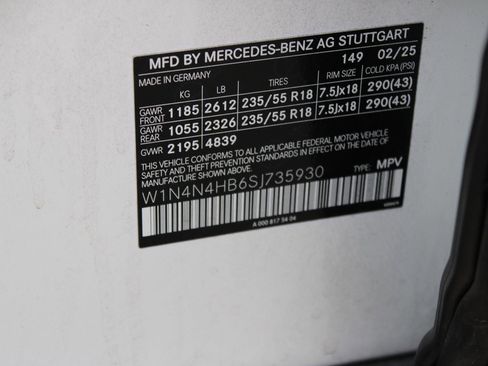 MFD BY MERCEDES-BENZ AG STUTTGART
MADE IN GERMANY 149 02/25
KG LB TIRES RIM SIZE COLD KPA(PSI)
GAWR FRONT 1185 2612 235/55 R18 7.5Jx18 290(43)
GAWR REAR 1055 2326 235/55 R18 7.5Jx18 290(43)
GVWR 2195 4839
THIS VEHICLE CONFORMS TO ALL APPLICABLE FEDERAL MOTOR VEHICLE
SAFETY AND THEFT PREVENTION STANDARDS IN EFFECT ON THE DATE OF
MANUFACTURE SHOWN ABOVE.
W1N4N4HB6SJ735930 TYPE: MPV
A 000 817 54 04